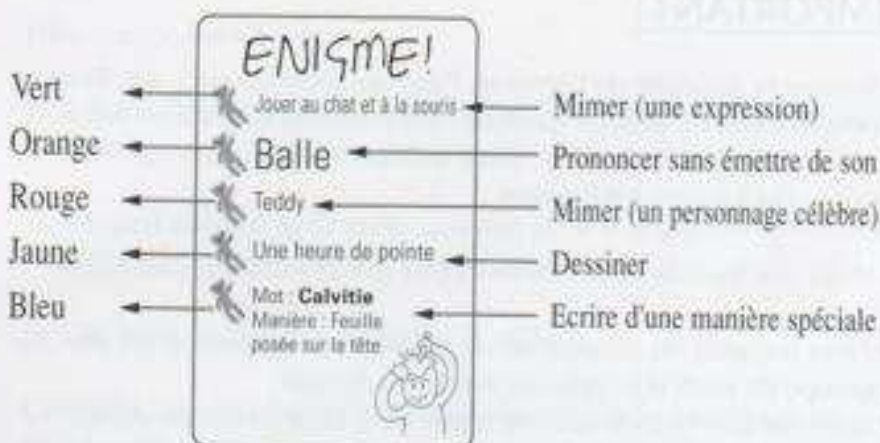 IMPORTANT
ENIGME!
Vert
Jouer au chat et à la souris
Mimer (une expression)
Orange
Balle
Prononcer sans émettre de son
Rouge
Teddy
Mimer (un personnage célèbre)
Jaune
Une heure de pointe
Dessiner
Bleu
Mot : Calvitie
Manière : Feuille
posée sur la tête
Ecrire d'une manière spéciale